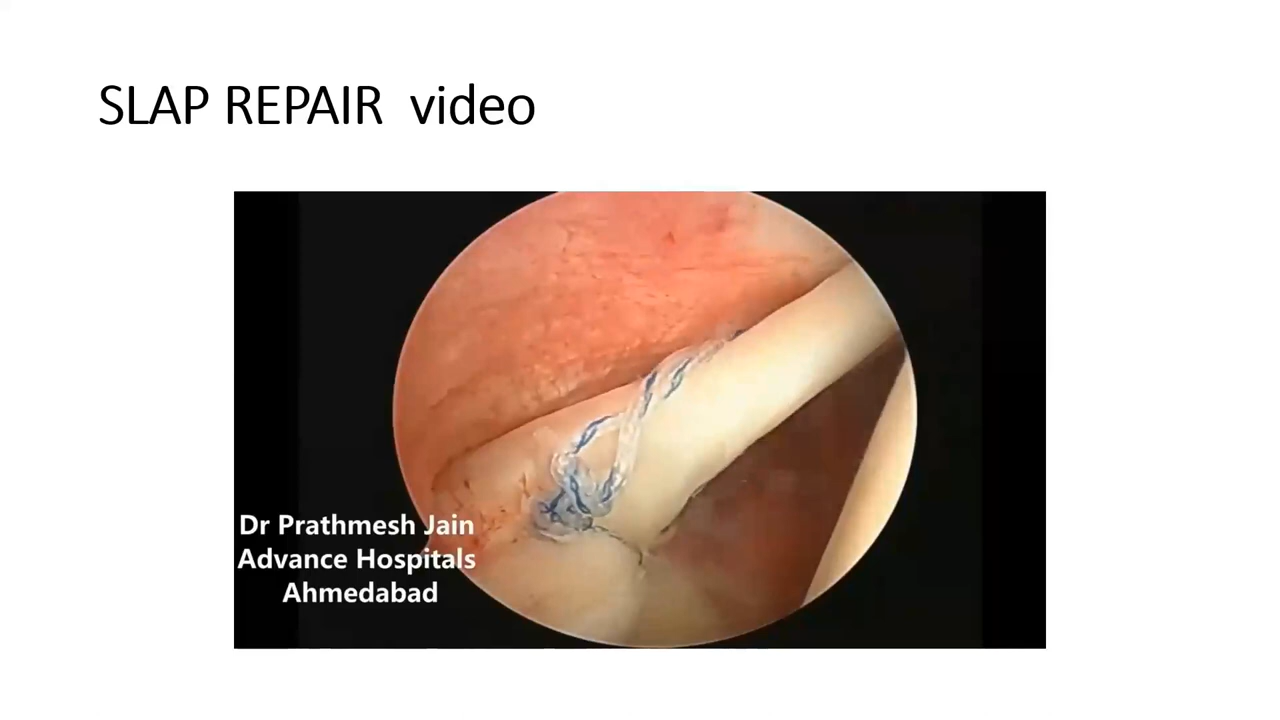 SLAP REPAIR  video
Dr Prathmesh Jain
Advance Hospitals
Ahmedabad